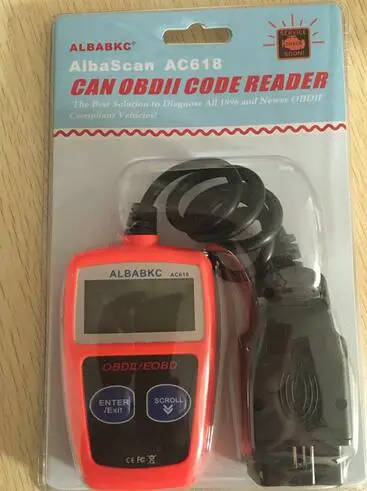 ALBABKC®
SERVICE
CHECK
SOON!
AlbaScan AC618
CAN OBDII CODE READER
The Best Solution to Diagnose All 1996 and Newer OBDII
Compliant Vehicles!
ALBABKC
AC618
OBDII/EOBD
ENTER
/Exit
SCROLL
CE FC